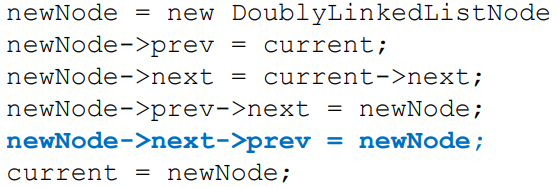 newNode = new DoublyLinkedListNode
newNode->prev = current;
newNode->next = current->next;
newNode->prev->next = newNode;
newNode->next->prev = newNode;
current = newNode;